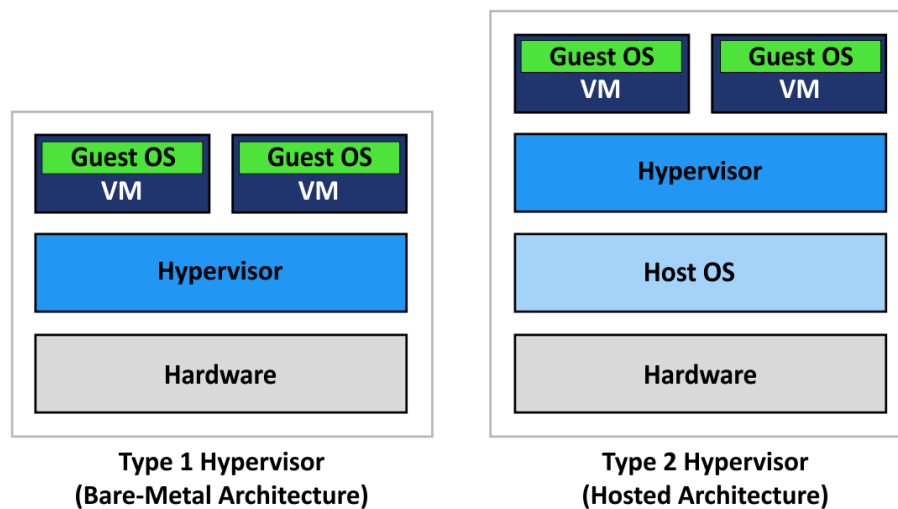 Guest OS
VM
Guest OS
VM
Hypervisor
Hardware
Type 1 Hypervisor
(Bare-Metal Architecture)
Guest OS
VM
Guest OS
VM
Hypervisor
Host OS
Hardware
Type 2 Hypervisor
(Hosted Architecture)